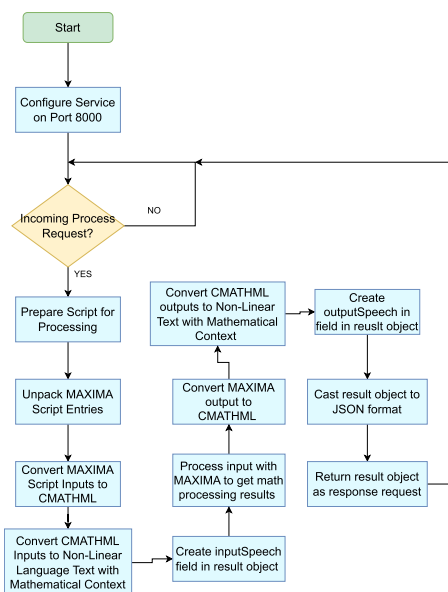 Start
Configure Service
on Port 8000
Incoming Process
Request?
NO
YES
Prepare Script for
Processing
Unpack MAXIMA
Script Entries
Convert MAXIMA
Script Inputs to
CMATHML
Convert CMATHML
Inputs to Non-Linear
Language Text with
Mathematical Context
Create inputSpeech
field in result object
Process input with
MAXIMA to get math
processing results
Convert MAXIMA
output to
CMATHML
Convert CMATHML
outputs to Non-Linear
Text with Mathematical
Context
Create
outputSpeech in
field in reuslt object
Cast result object to
JSON format
Return result object
as response request